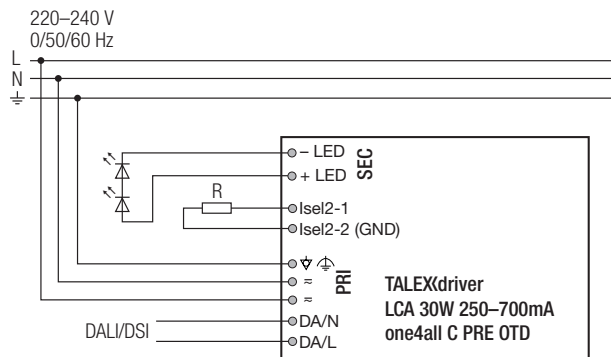 220–240 V
0/50/60 Hz
L
N
– LED
+ LED
SEC
R
Isel2-1
Isel2-2 (GND)
PRI
≂
≂
DALI/DSI
DA/N
DA/L
TALEXdriver
LCA 30W 250–700mA
one4all C PRE OTD